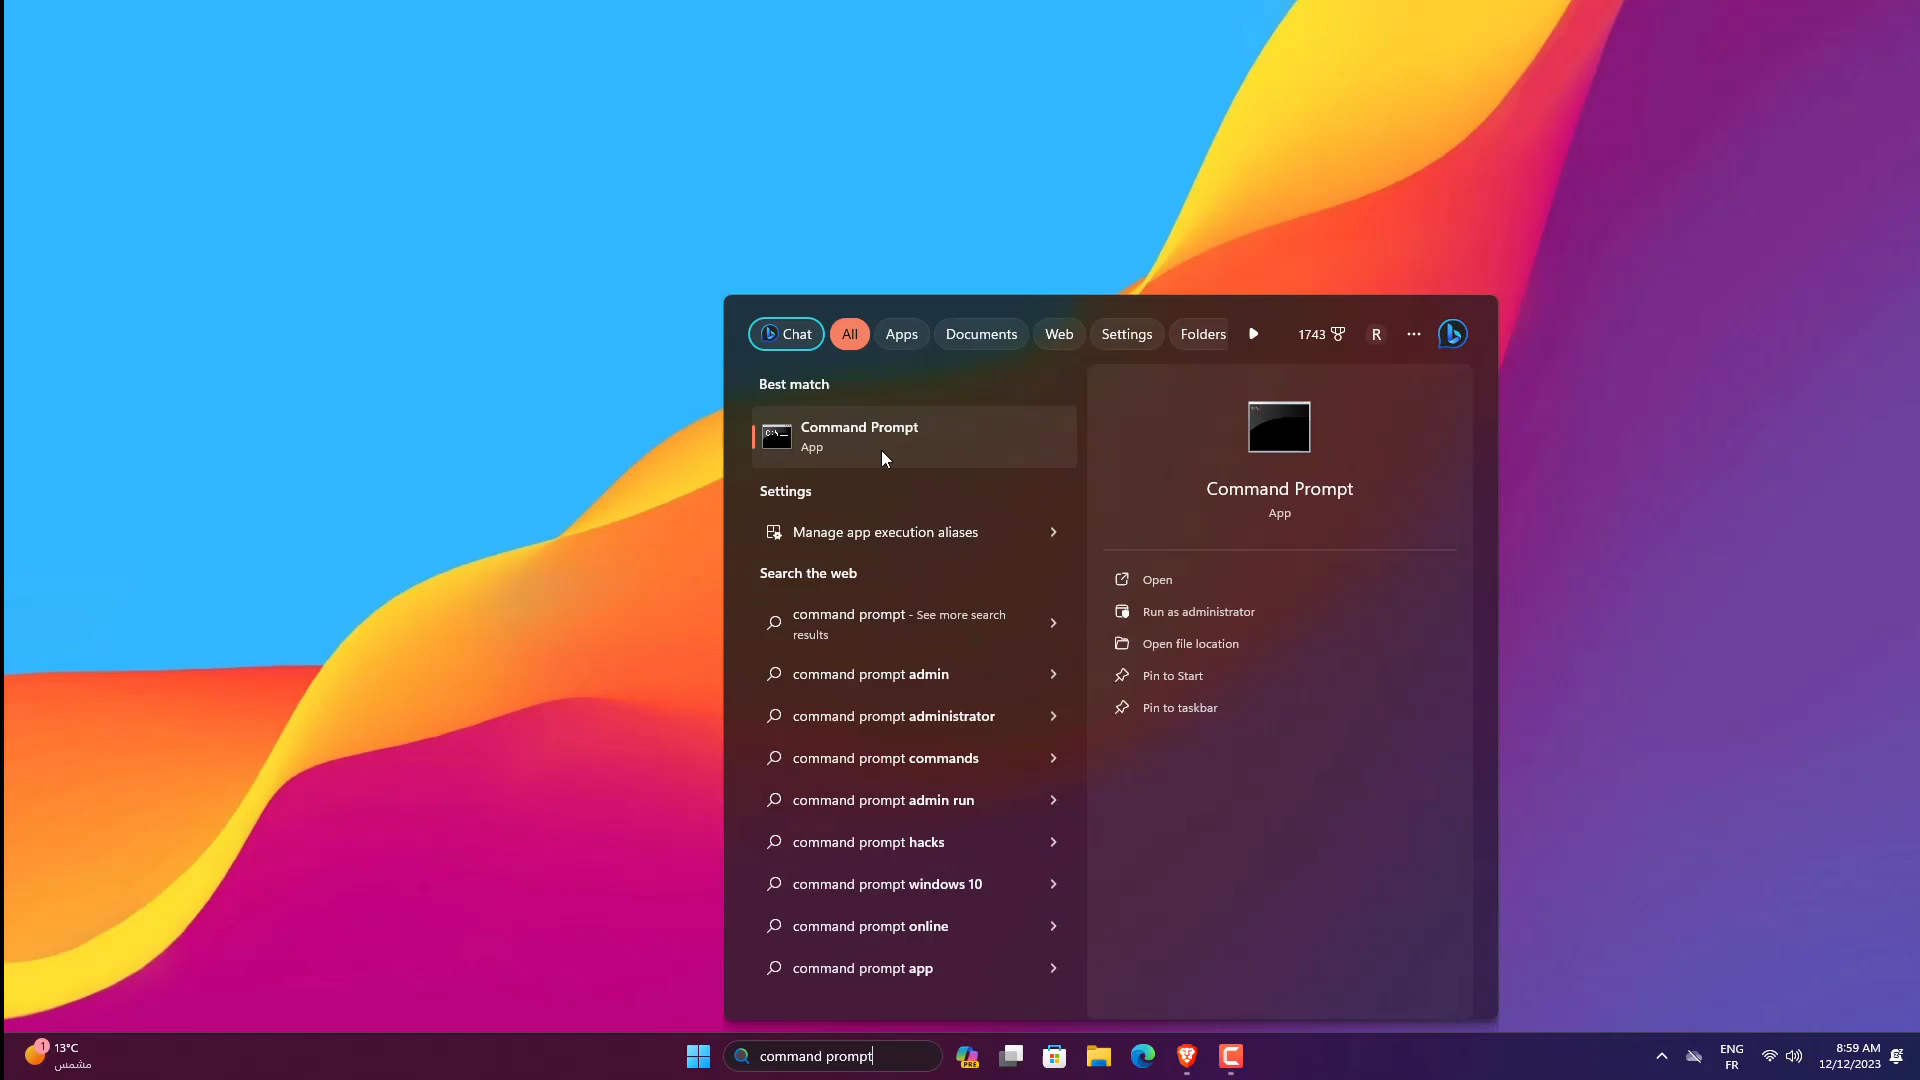 Chat All Apps Documents Web Settings Folders 1743 R
Best match
Command Prompt
App
Settings
Manage app execution aliases
Search the web
command prompt - See more search
results
command prompt admin
command prompt administrator
command prompt commands
command prompt admin run
command prompt hacks
command prompt windows 10
command prompt online
command prompt app
Command Prompt
App
Open
Run as administrator
Open file location
Pin to Start
Pin to taskbar
1
13°C
مشمس
command prompt
PRE
ENG
FR
8:59 AM
12/12/2023